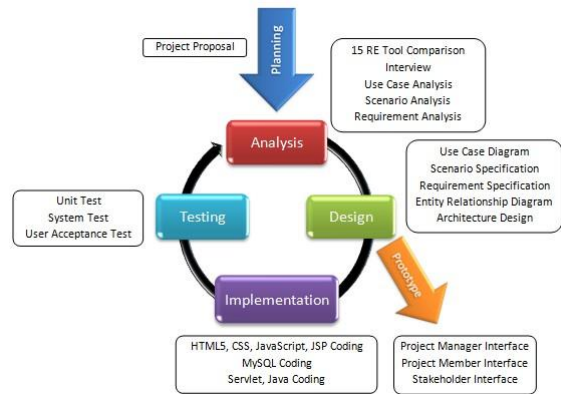 Project Proposal
Planning
15 RE Tool Comparison
Interview
Use Case Analysis
Scenario Analysis
Requirement Analysis
Analysis
Use Case Diagram
Scenario Specification
Requirement Specification
Entity Relationship Diagram
Architecture Design
Unit Test
System Test
User Acceptance Test
Testing
Design
Prototype
Implementation
HTML5, CSS, JavaScript, JSP Coding
MySQL Coding
Servlet, Java Coding
Project Manager Interface
Project Member Interface
Stakeholder Interface